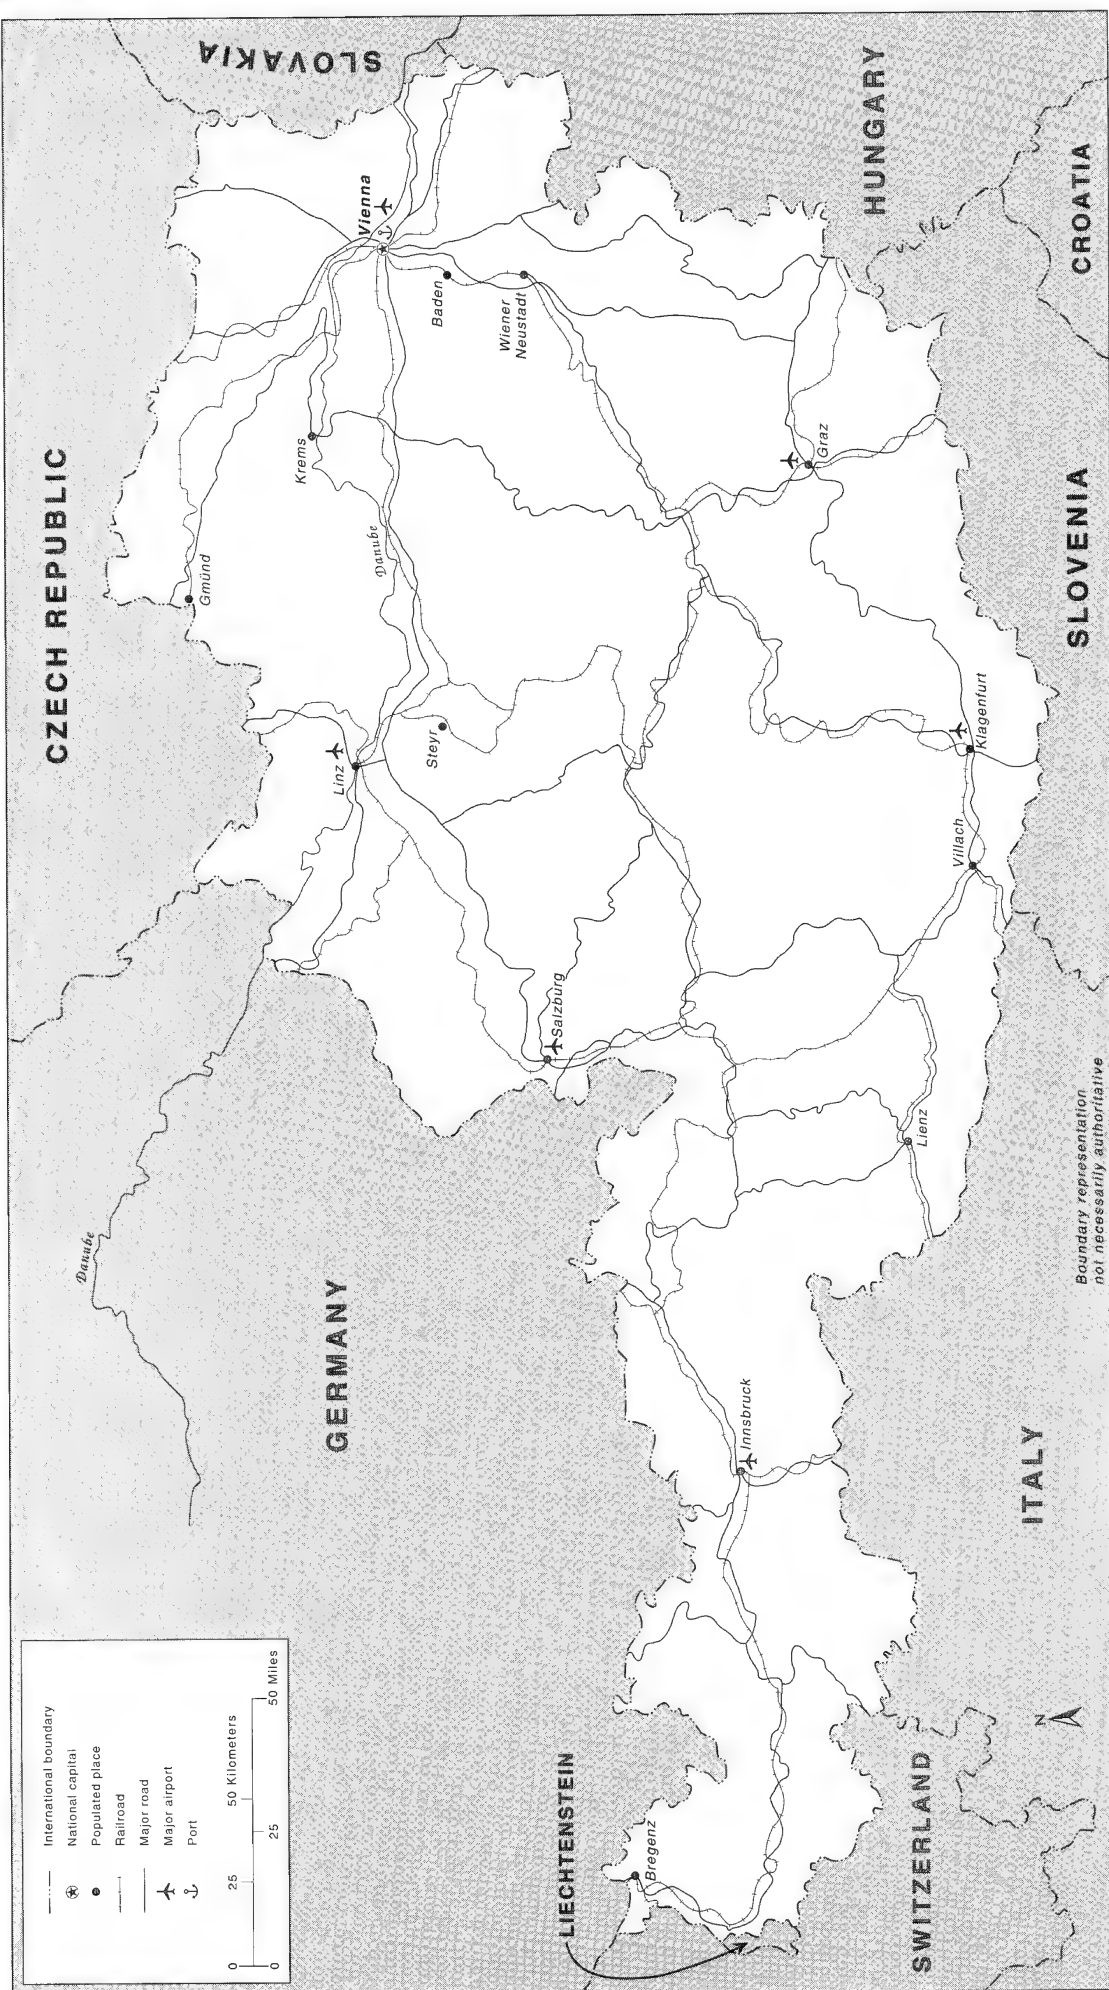 International boundary
National capital
Populated place
Railroad
Major road
Major airport
Port
0 25 50 Kilometers
0 25 50 Miles
CZECH REPUBLIC
SLOVAKIA
GERMANY
Danube
Gmünd
Krems
Vienna
Danube
Linz
Steyr
Baden
Wiener
Neustadt
Salzburg
HUNGARY
LIECHTENSTEIN
Bregenz
Innsbruck
Lienz
Villach
Klagenfurt
Graz
SWITZERLAND
ITALY
SLOVENIA
CROATIA
N
Boundary representation
not necessarily authoritative